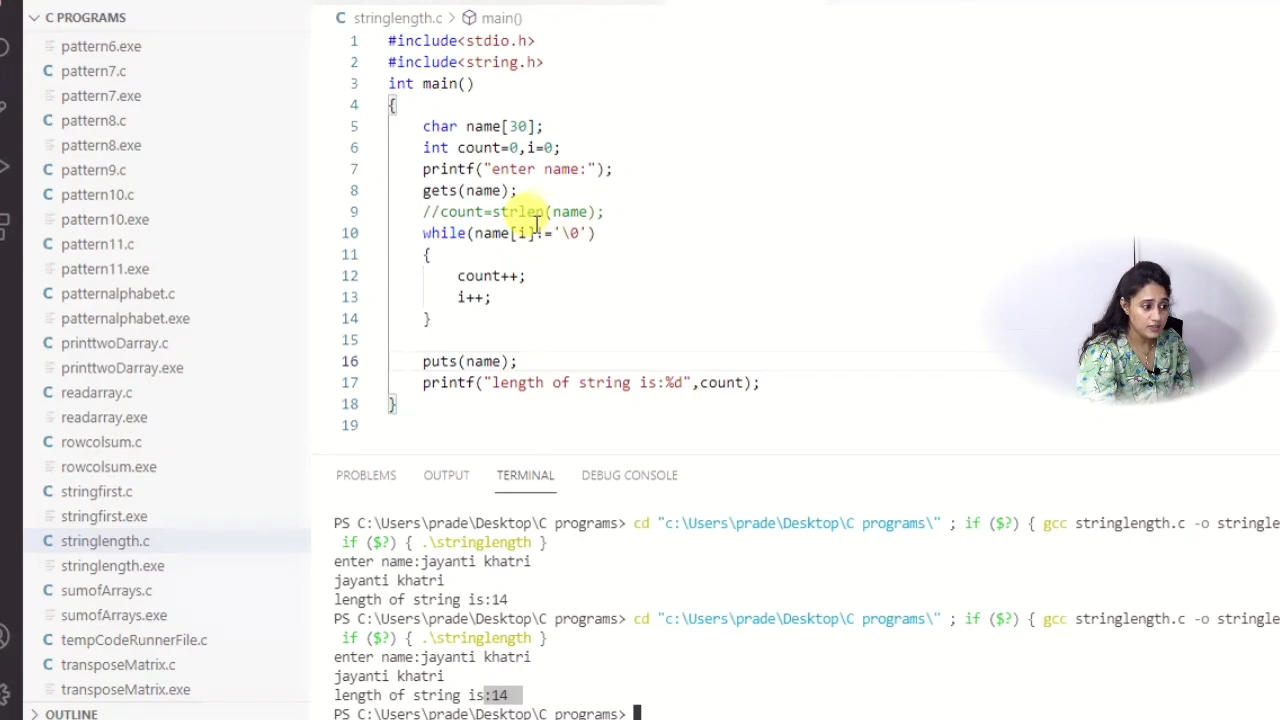 C PROGRAMS
pattern6.exe
pattern7.c
pattern7.exe
pattern8.c
pattern8.exe
pattern9.c
pattern10.c
pattern10.exe
pattern11.c
pattern11.exe
patternalphabet.c
patternalphabet.exe
printtwoDarray.c
printtwoDarray.exe
readarray.c
readarray.exe
rowcolsum.c
rowcolsum.exe
stringfirst.c
stringfirst.exe
stringlength.c
stringlength.exe
sumofArrays.c
sumofArrays.exe
tempCodeRunnerFile.c
transposeMatrix.c
transposeMatrix.exe
OUTLINE
C stringlength.c > main()
1 #include<stdio.h>
2 #include<string.h>
3 int main()
4 {
5 char name[30];
6 int count=0,i=0;
7 printf("enter name:");
8 gets(name);
9 //count=strlen(name);
10 while(name[i]!='\0')
11 {
12 count++;
13 i++;
14 }
15
16 puts(name);
17 printf("length of string is:%d",count);
18 }
19
PROBLEMS OUTPUT TERMINAL DEBUG CONSOLE
PS C:\Users\prade\Desktop\C programs> cd "c:\Users\prade\Desktop\C programs\" ; if ($?) { gcc stringlength.c -o stringle
if ($?) { .\stringlength }
enter name:jayanti khatri
jayanti khatri
length of string is:14
PS C:\Users\prade\Desktop\C programs> cd "c:\Users\prade\Desktop\C programs\" ; if ($?) { gcc stringlength.c -o stringle
if ($?) { .\stringlength }
enter name:jayanti khatri
jayanti khatri
length of string is:14
PS C:\Users\prade\Desktop\C programs>